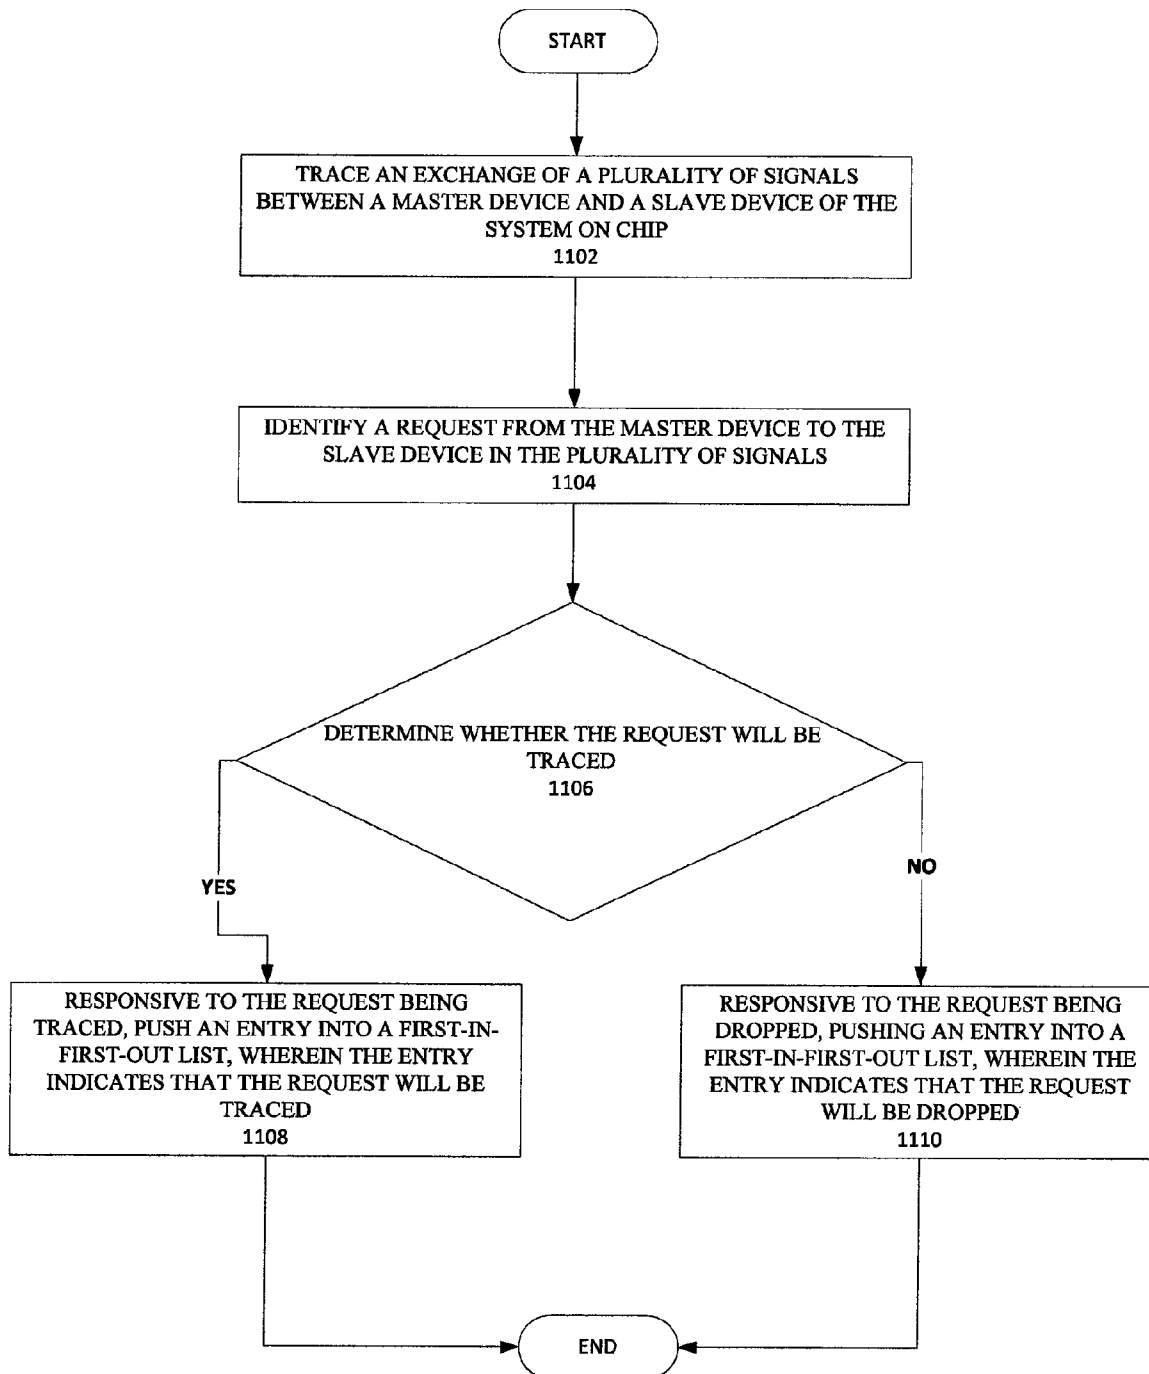 START
TRACE AN EXCHANGE OF A PLURALITY OF SIGNALS
BETWEEN A MASTER DEVICE AND A SLAVE DEVICE OF THE
SYSTEM ON CHIP
1102
IDENTIFY A REQUEST FROM THE MASTER DEVICE TO THE
SLAVE DEVICE IN THE PLURALITY OF SIGNALS
1104
DETERMINE WHETHER THE REQUEST WILL BE
TRACED
1106
YES
NO
RESPONSIVE TO THE REQUEST BEING
TRACED, PUSH AN ENTRY INTO A FIRST-IN-
FIRST-OUT LIST, WHEREIN THE ENTRY
INDICATES THAT THE REQUEST WILL BE
TRACED
1108
RESPONSIVE TO THE REQUEST BEING
DROPPED, PUSHING AN ENTRY INTO A
FIRST-IN-FIRST-OUT LIST, WHEREIN THE
ENTRY INDICATES THAT THE REQUEST
WILL BE DROPPED
1110
END